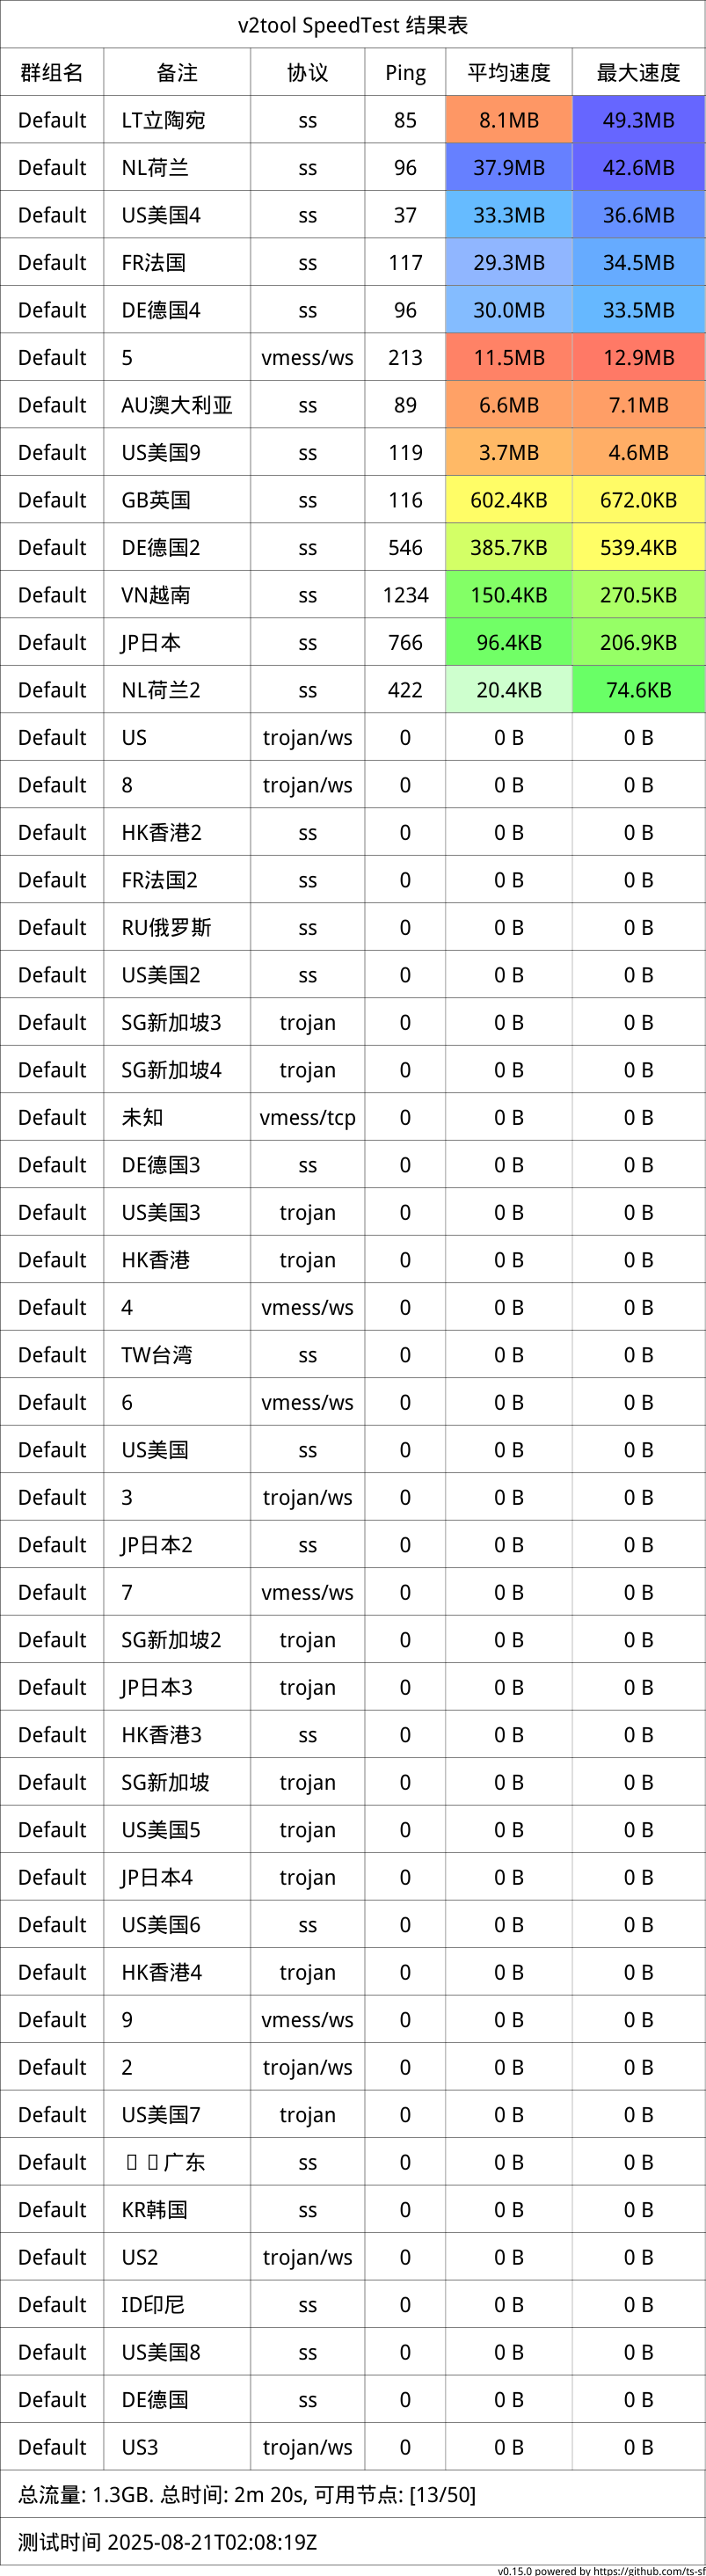 v2tool SpeedTest 结果表
群组名 备注 协议 Ping 平均速度 最大速度
Default LT立陶宛 ss 85 8.1MB 49.3MB
Default NL荷兰 ss 96 37.9MB 42.6MB
Default US美国4 ss 37 33.3MB 36.6MB
Default FR法国 ss 117 29.3MB 34.5MB
Default DE德国4 ss 96 30.0MB 33.5MB
Default 5 vmess/ws 213 11.5MB 12.9MB
Default AU澳大利亚 ss 89 6.6MB 7.1MB
Default US美国9 ss 119 3.7MB 4.6MB
Default GB英国 ss 116 602.4KB 672.0KB
Default DE德国2 ss 546 385.7KB 539.4KB
Default VN越南 ss 1234 150.4KB 270.5KB
Default JP日本 ss 766 96.4KB 206.9KB
Default NL荷兰2 ss 422 20.4KB 74.6KB
Default US trojan/ws 0 0 B 0 B
Default 8 trojan/ws 0 0 B 0 B
Default HK香港2 ss 0 0 B 0 B
Default FR法国2 ss 0 0 B 0 B
Default RU俄罗斯 ss 0 0 B 0 B
Default US美国2 ss 0 0 B 0 B
Default SG新加坡3 trojan 0 0 B 0 B
Default SG新加坡4 trojan 0 0 B 0 B
Default 未知 vmess/tcp 0 0 B 0 B
Default DE德国3 ss 0 0 B 0 B
Default US美国3 trojan 0 0 B 0 B
Default HK香港 trojan 0 0 B 0 B
Default 4 vmess/ws 0 0 B 0 B
Default TW台湾 ss 0 0 B 0 B
Default 6 vmess/ws 0 0 B 0 B
Default US美国 ss 0 0 B 0 B
Default 3 trojan/ws 0 0 B 0 B
Default JP日本2 ss 0 0 B 0 B
Default 7 vmess/ws 0 0 B 0 B
Default SG新加坡2 trojan 0 0 B 0 B
Default JP日本3 trojan 0 0 B 0 B
Default HK香港3 ss 0 0 B 0 B
Default SG新加坡 trojan 0 0 B 0 B
Default US美国5 trojan 0 0 B 0 B
Default JP日本4 trojan 0 0 B 0 B
Default US美国6 ss 0 0 B 0 B
Default HK香港4 trojan 0 0 B 0 B
Default 9 vmess/ws 0 0 B 0 B
Default 2 trojan/ws 0 0 B 0 B
Default US美国7 trojan 0 0 B 0 B
Default 广东 ss 0 0 B 0 B
Default KR韩国 ss 0 0 B 0 B
Default US2 trojan/ws 0 0 B 0 B
Default ID印尼 ss 0 0 B 0 B
Default US美国8 ss 0 0 B 0 B
Default DE德国 ss 0 0 B 0 B
Default US3 trojan/ws 0 0 B 0 B
总流量: 1.3GB. 总时间: 2m 20s, 可用节点: [13/50]
测试时间 2025-08-21T02:08:19Z
v0.15.0 powered by https://github.com/ts-sf